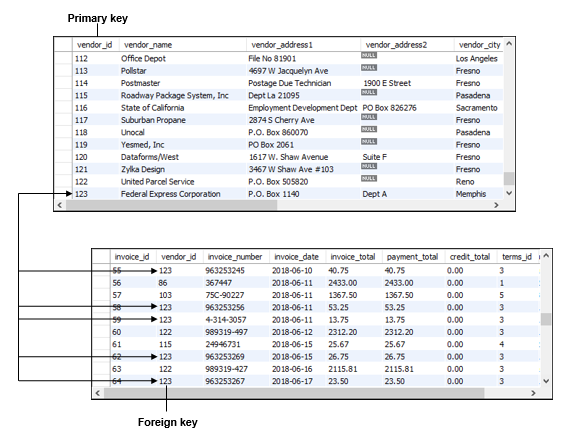 Primary key
vendor_id vendor_name vendor_address1 vendor_address2 vendor_city
112 Office Depot File No 81901 NULL Los Angeles
113 Pollstar 4697 W Jacquelyn Ave NULL Fresno
114 Postmaster Postage Due Technician 1900 E Street Fresno
115 Roadway Package System, Inc Dept La 21095 NULL Pasadena
116 State of California Employment Development Dept PO Box 826276 Sacramento
117 Suburban Propane 2874 S Cherry Ave NULL Fresno
118 Unocal P.O. Box 860070 NULL Pasadena
119 Yesmed, Inc PO Box 2061 NULL Fresno
120 Dataforms/West 1617 W. Shaw Avenue Suite F Fresno
121 Zylka Design 3467 W Shaw Ave #103 NULL Fresno
122 United Parcel Service P.O. Box 505820 NULL Reno
123 Federal Express Corporation P.O. Box 1140 Dept A Memphis
invoice_id vendor_id invoice_number invoice_date invoice_total payment_total credit_total terms_id
55 123 963253245 2018-06-10 40.75 40.75 0.00 3
56 86 367447 2018-06-11 2433.00 2433.00 0.00 1
57 103 75C-90227 2018-06-11 1367.50 1367.50 0.00 5
58 123 963253256 2018-06-11 53.25 53.25 0.00 3
59 123 4-314-3057 2018-06-11 13.75 13.75 0.00 3
60 122 989319-497 2018-06-12 2312.20 2312.20 0.00 3
61 115 24946731 2018-06-15 25.67 25.67 0.00 4
62 123 963253269 2018-06-15 26.75 26.75 0.00 3
63 122 989319-427 2018-06-16 2115.81 2115.81 0.00 3
64 123 963253267 2018-06-17 23.50 23.50 0.00 3
Foreign key